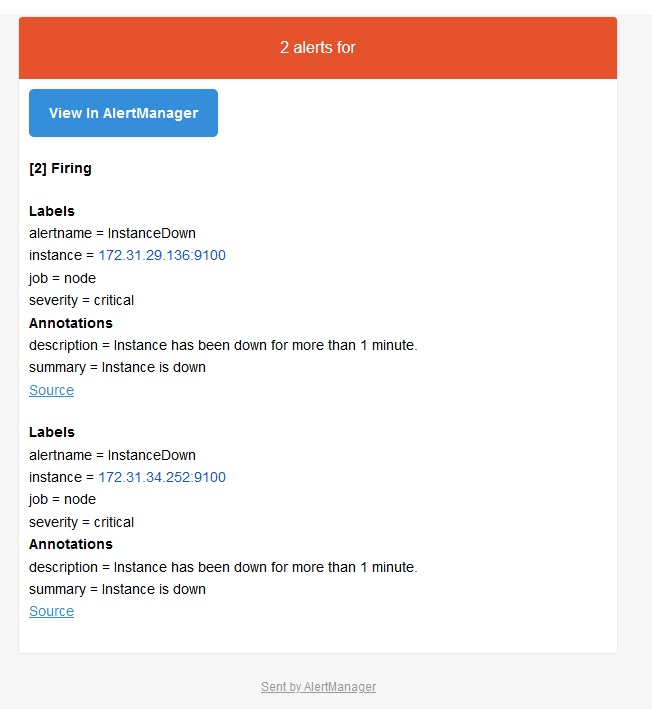 2 alerts for
View In AlertManager
[2] Firing
Labels
alertname = InstanceDown
instance = 172.31.29.136:9100
job = node
severity = critical
Annotations
description = Instance has been down for more than 1 minute.
summary = Instance is down
Source
Labels
alertname = InstanceDown
instance = 172.31.34.252:9100
job = node
severity = critical
Annotations
description = Instance has been down for more than 1 minute.
summary = Instance is down
Source
Sent by AlertManager